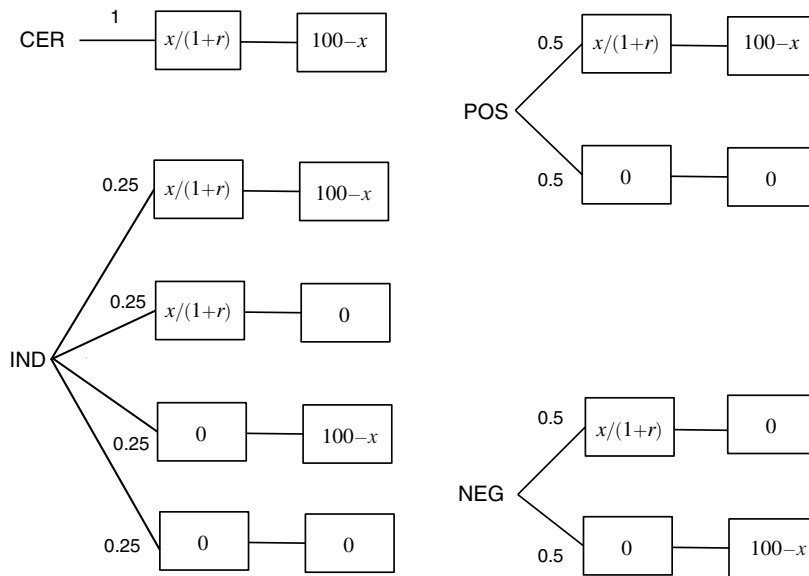 1
CER x/(1+r) 100−x
0.5 x/(1+r) 100−x
POS
0.5 0 0
0.25 x/(1+r) 100−x
0.25 x/(1+r) 0
IND
0.25 0 100−x
0.25 0 0
0.5 x/(1+r) 0
NEG
0.5 0 100−x